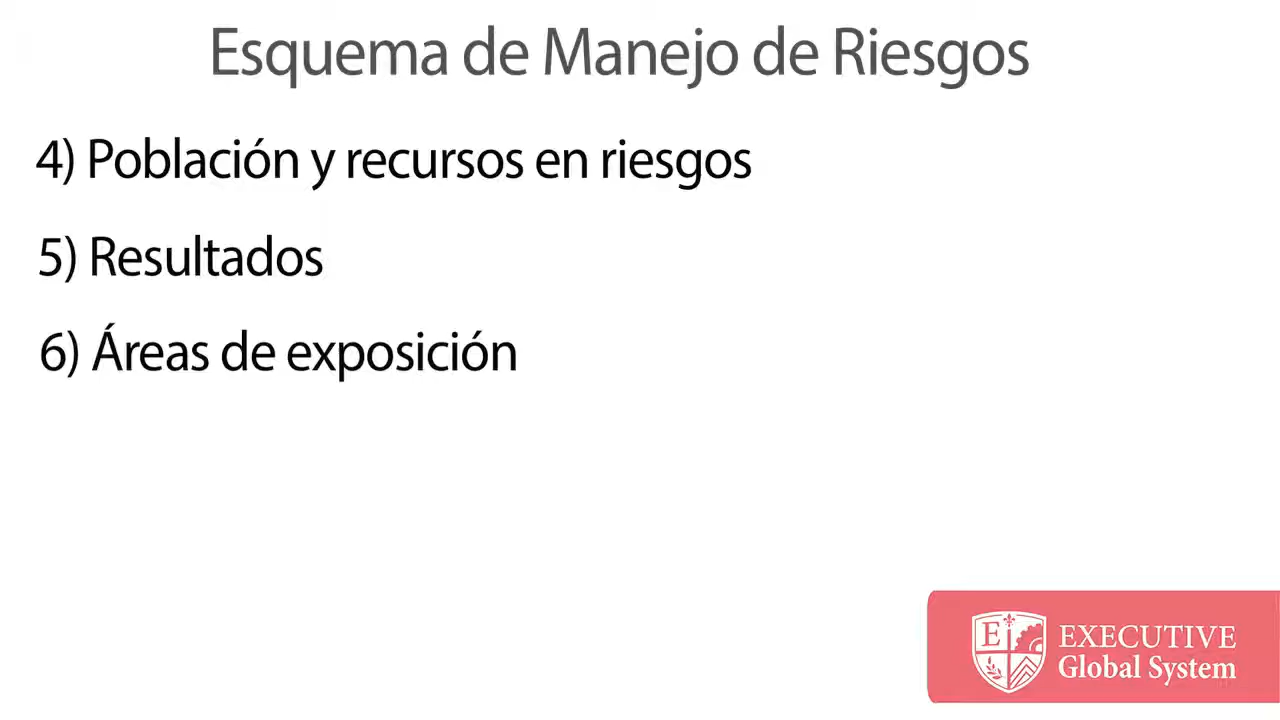 Esquema de Manejo de Riesgos
4) Población y recursos en riesgos
5) Resultados
6) Áreas de exposición
E
EXECUTIVE
Global System